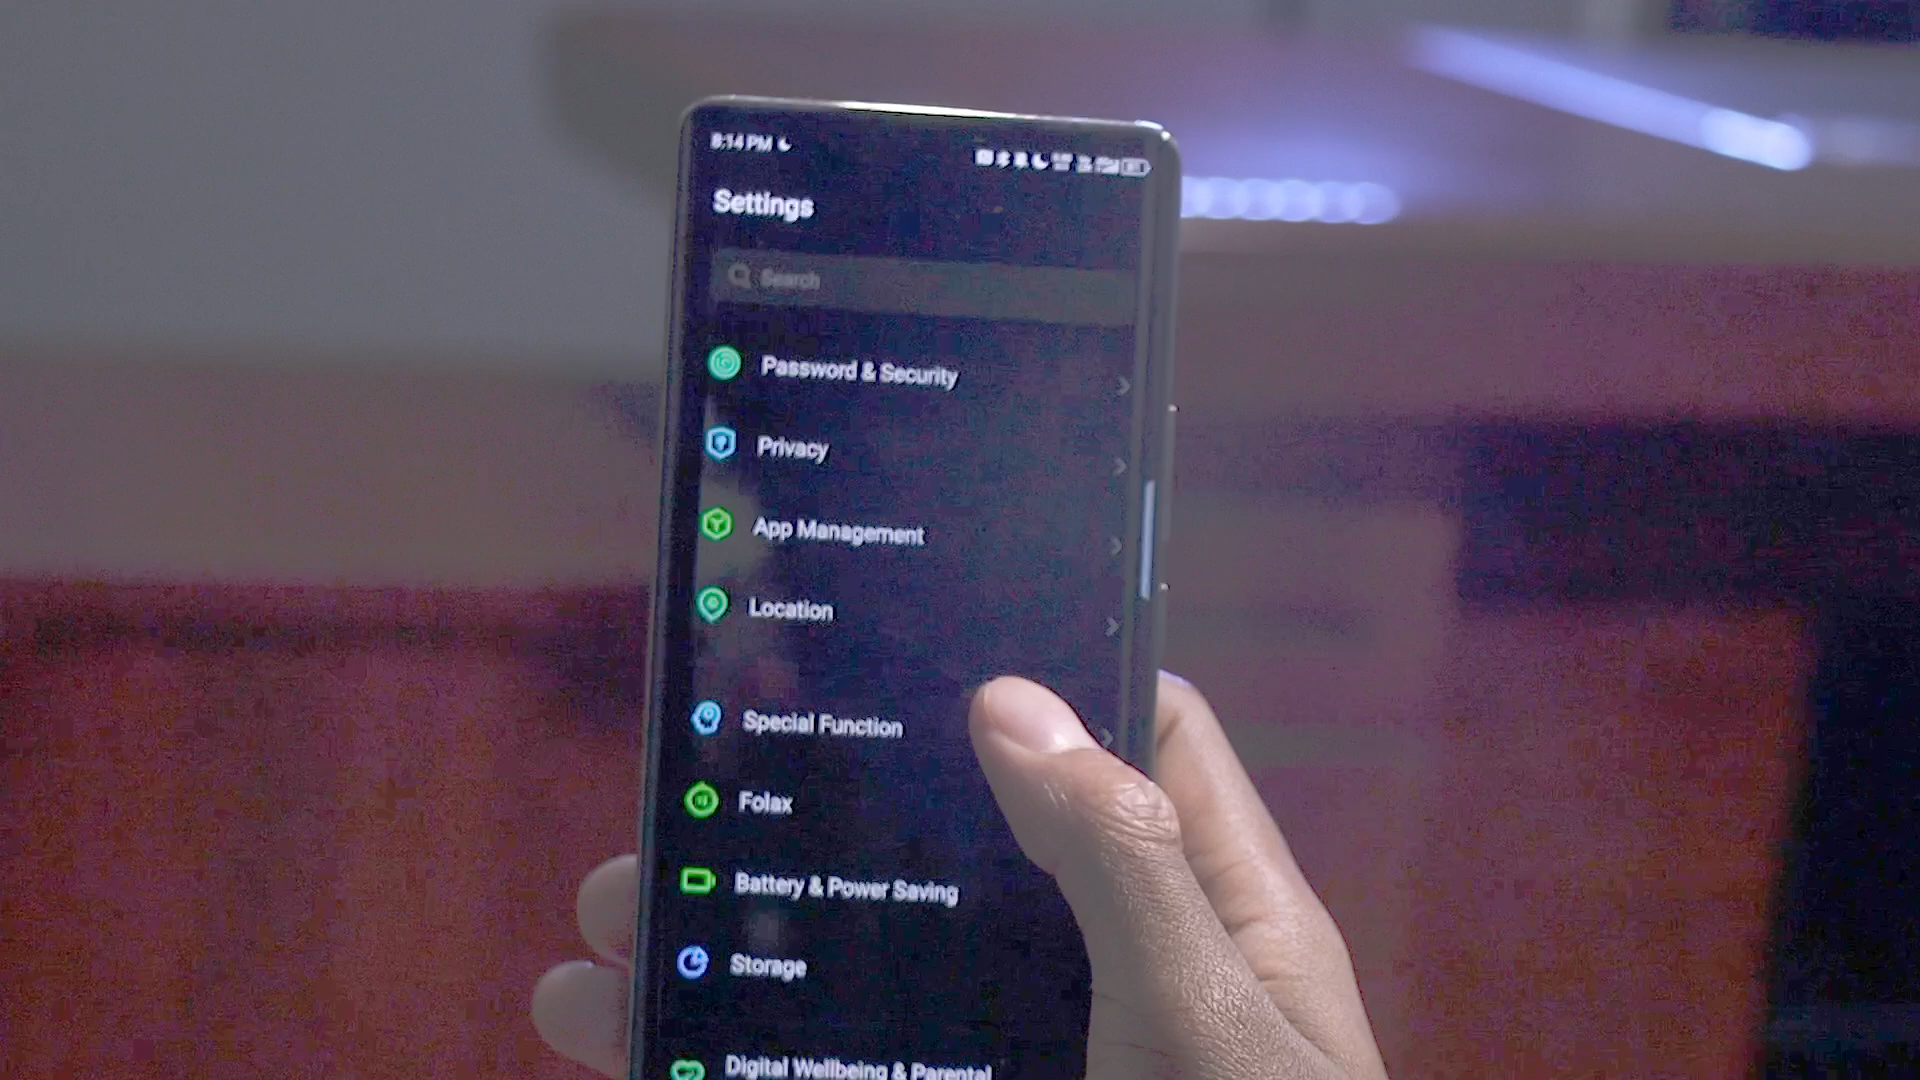 8:14 PM
Settings
Search
Password & Security
Privacy
App Management
Location
Special Function
Folax
Battery & Power Saving
Storage
Digital Wellbeing & Parental